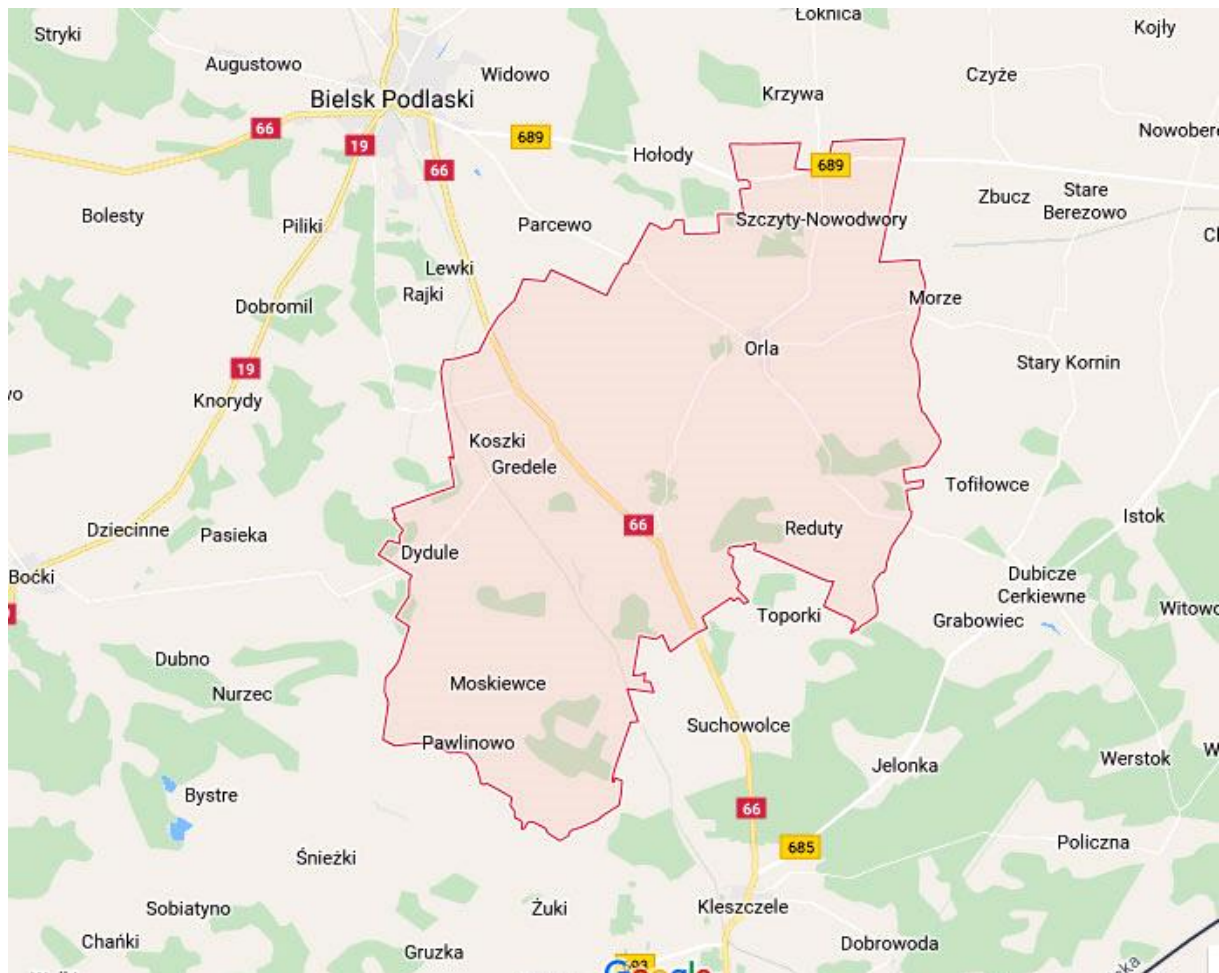 Łoknica
Stryki
Kojły
Augustowo
Widowo
Czyże
Krzywa
Bielsk Podlaski
66
689
Nowobere
19
Hołody
689
66
Zbucz
Stare
Berezowo
Bolesty
Piliki
Parcewo
Szczyty-Nowodwory
Lewki
Rajki
Dobromil
Morze
Orla
19
Stary Kornin
Knorydy
Koszki
Gredele
Tofiłowce
Istok
Dziecinne
Pasieka
66
Reduty
Dydule
Boćki
Dubicze
Cerkiewne
Toporki
Grabowiec
Witowo
Dubno
Nurzec
Moskiewce
Suchowolce
Pawlinowo
Jelonka
Werstok
Bystre
66
685
Policzna
Śnieżki
Sobiatyno
Żuki
Kleszczele
Chańki
Gruzka
Dobrowoda
Google